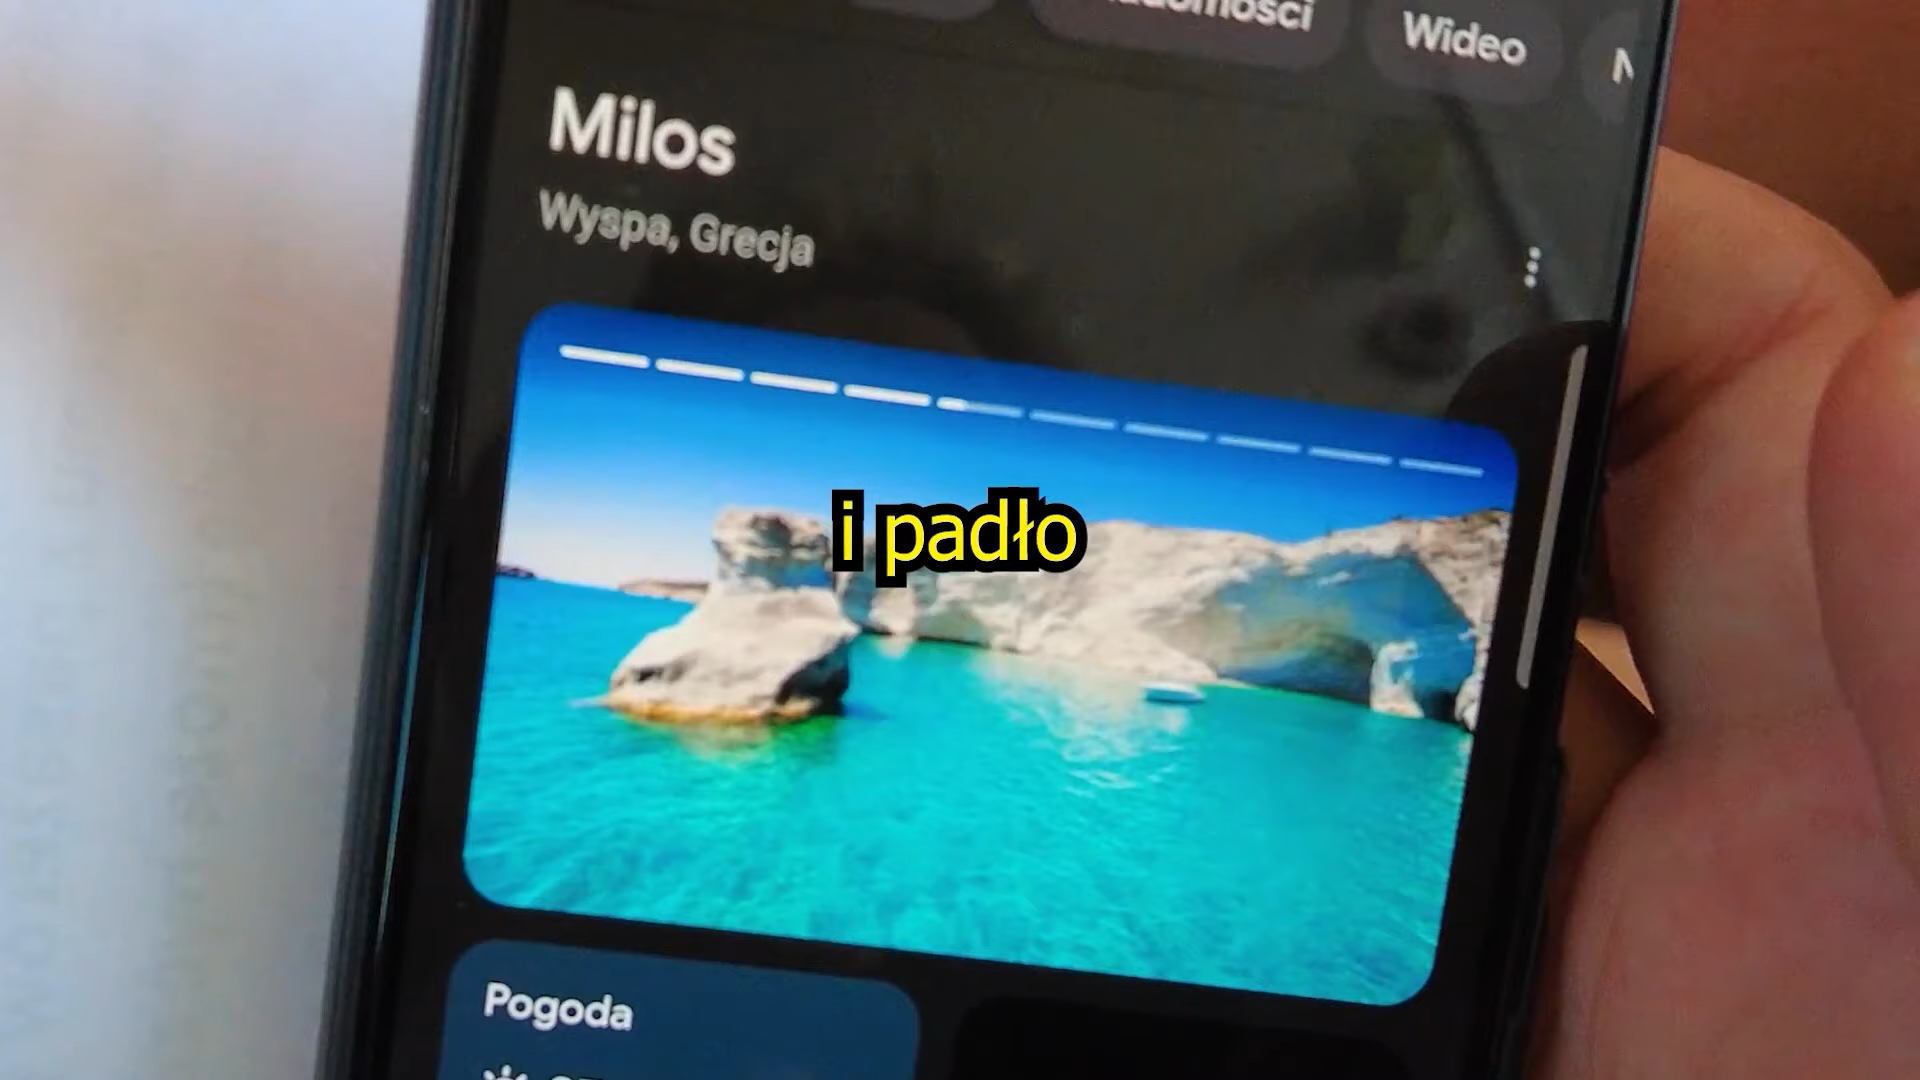 Wideo
Milos
Wyspa, Grecja
i padło
Pogoda